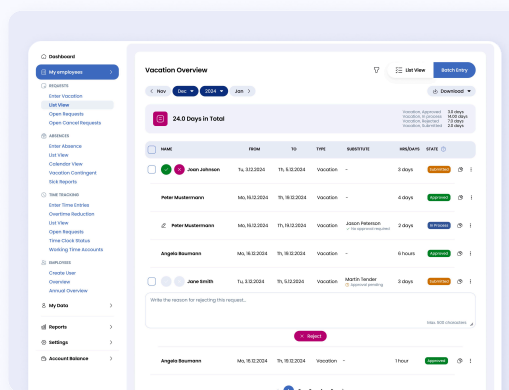 Dashboard
My employees
REQUESTS
Enter Vacation
List View
Open Requests
Open Cancel Requests
ABSENCES
Enter Absence
List View
Calendar View
Vacation Contingent
Sick Reports
TIME TRACKING
Enter Time Entries
Overtime Reduction
List View
Open Requests
Time Clock Status
Working Time Accounts
EMPLOYEES
Create User
Overview
Annual Overview
My Data
Reports
Settings
Account Balance
Vacation Overview
List View
Batch Entry
Nov Dec 2024 Jan
Download
24.0 Days in Total
Vacation, Approved 3.0 days
Vacation, In process 14.00 days
Vacation, Rejected 7.0 days
Vacation, Submitted 2.0 days
NAME FROM TO TYPE SUBSTITUTE HRS/DAYS STATE
Joan Johnson Tu, 3.12.2024 Th, 5.12.2024 Vacation - 3 days Submitted
Peter Mustermann Mo, 16.12.2024 Th, 19.12.2024 Vacation - 4 days Approved
Peter Mustermann Mo, 16.12.2024 Th, 19.12.2024 Vacation Jason Peterson 2 days In Process
No approval required
Angela Baumann Mo, 16.12.2024 Th, 19.12.2024 Vacation - 6 hours Approved
Jane Smith Tu, 3.12.2024 Th, 5.12.2024 Vacation Martin Tender 3 days Submitted
Approval pending
Write the reason for rejecting this request...
Max. 500 characters
Reject
Angela Baumann Mo, 16.12.2024 Th, 19.12.2024 Vacation - 1 hour Approved